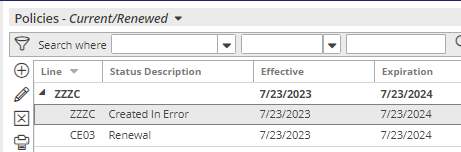 Policies - Current/Renewed
Search where
Line Status Description Effective Expiration
ZZZC 7/23/2023 7/23/2024
ZZZC Created In Error 7/23/2023 7/23/2024
CE03 Renewal 7/23/2023 7/23/2024